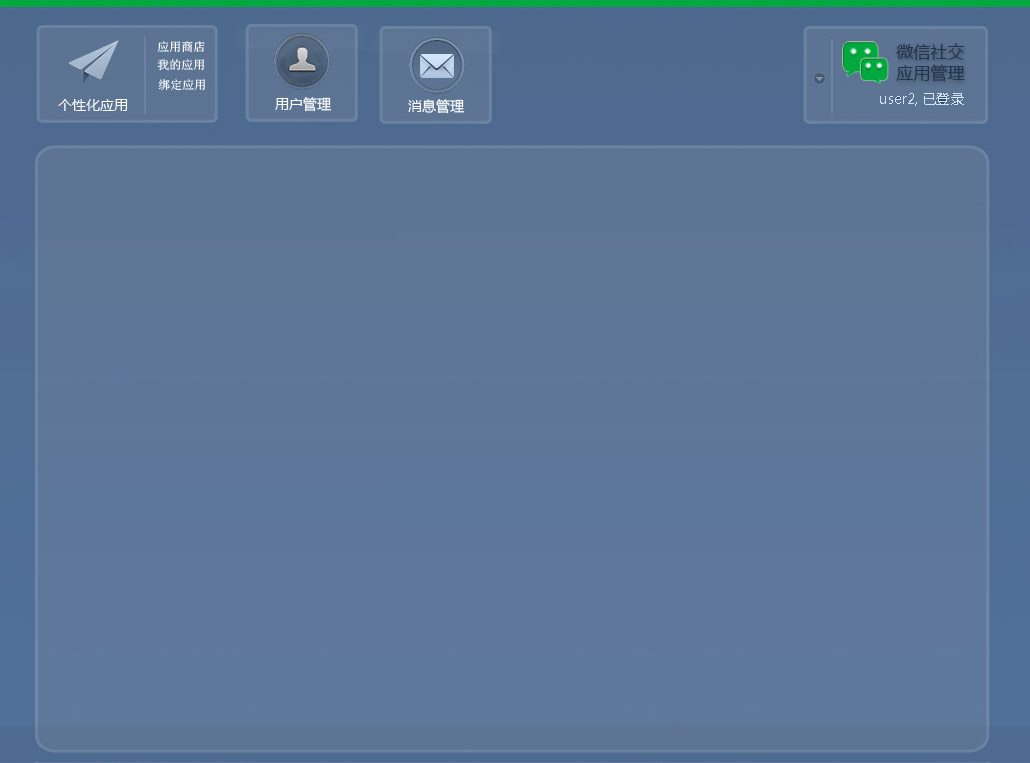 应用商店
我的应用
绑定应用
个性化应用
用户管理
消息管理
微信社交
应用管理
user2, 已登录